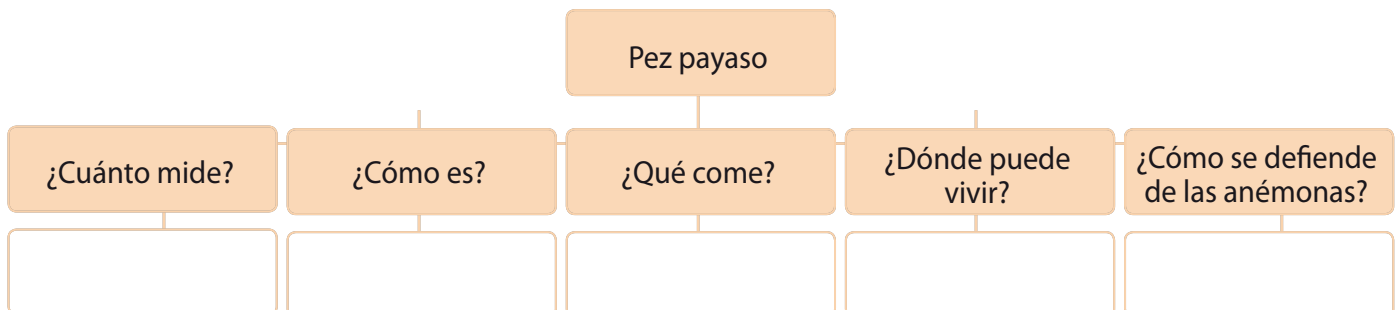 Pez payaso
¿Cuánto mide?
¿Cómo es?
¿Qué come?
¿Dónde puede
vivir?
¿Cómo se defiende
de las anémonas?